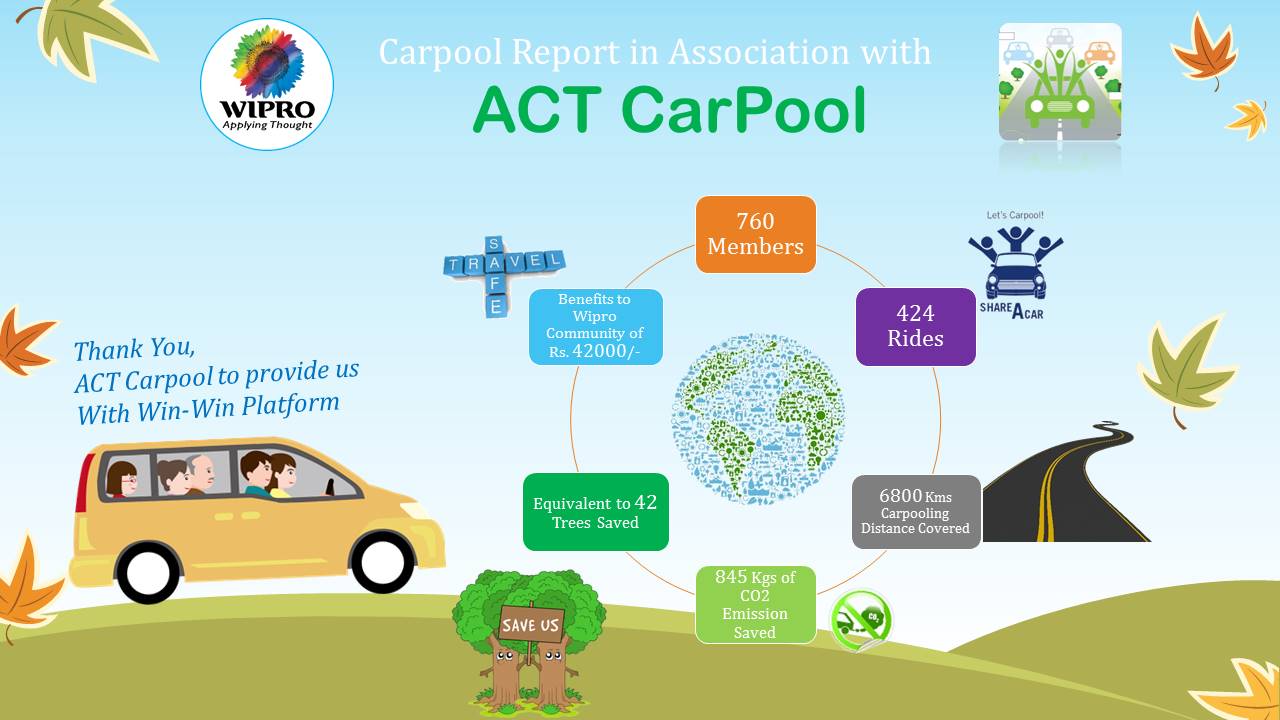 WIPRO
Applying Thought
Carpool Report in Association with
ACT CarPool
760
Members
Let's Carpool!
SHARE A CAR
424
Rides
TRAVEL
SAFE
Benefits to
Wipro
Community of
Rs. 42000/-
Thank You,
ACT Carpool to provide us
With Win-Win Platform
Equivalent to 42
Trees Saved
6800 Kms
Carpooling
Distance Covered
845 Kgs of
CO2
Emission
Saved
CO2
SAVE US